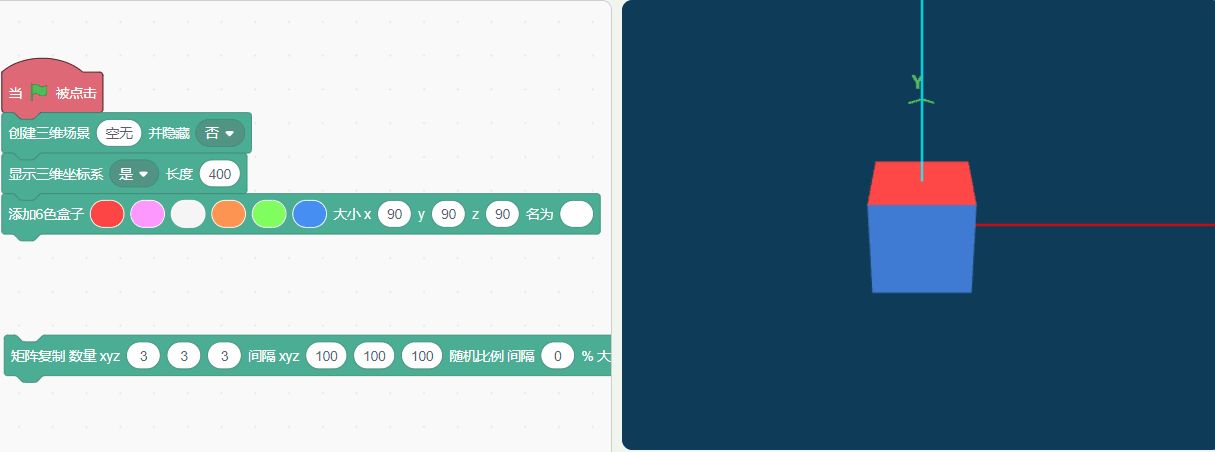 当 被点击
创建三维场景 空无 并隐藏 否
显示三维坐标系 是 长度 400
添加6色盒子 大小 x 90 y 90 z 90 名为
矩阵复制 数量 xyz 3 3 3 间隔 xyz 100 100 100 随机比例 间隔 0 % 大
Y